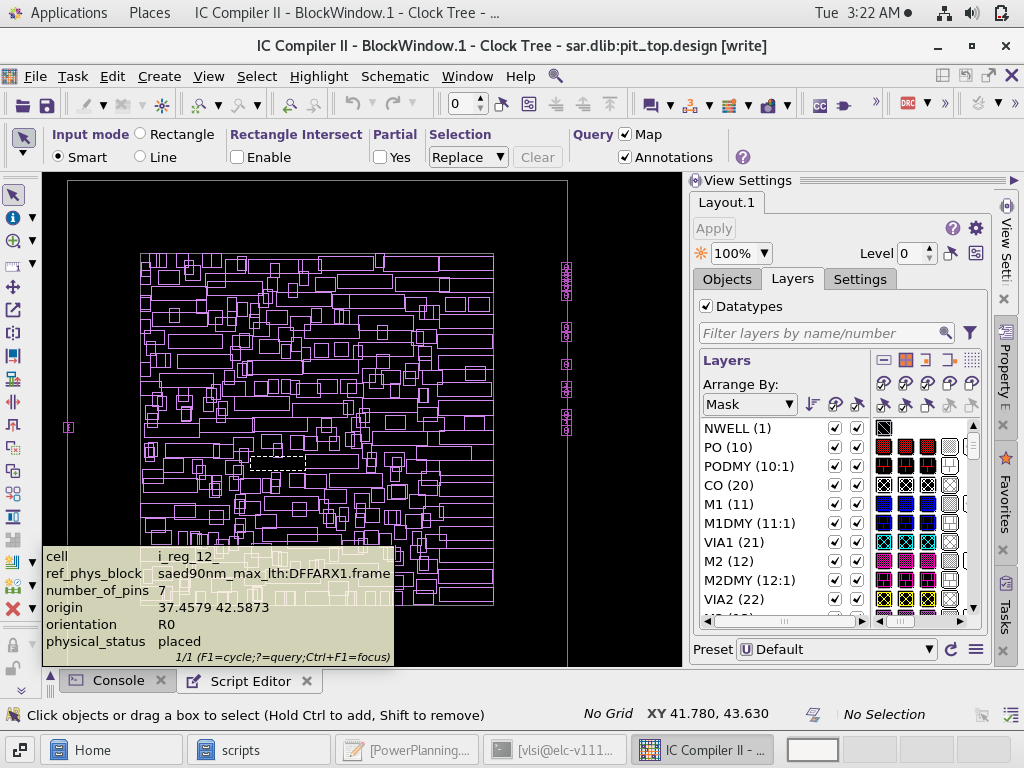 Applications Places IC Compiler II - BlockWindow.1 - Clock Tree - ... Tue 3:22 AM
IC Compiler II - BlockWindow.1 - Clock Tree - sar.dlib:pit_top.design [write]
File Task Edit Create View Select Highlight Schematic Window Help
0
CC DRC
Input mode Rectangle Rectangle Intersect Partial Selection Query Map
Smart Line Enable Yes Replace Clear Annotations
View Settings
Layout.1
Apply
100% Level 0
Objects Layers Settings
Datatypes
Filter layers by name/number
Layers
Arrange By:
Mask
NWELL (1)
PO (10)
PODMY (10:1)
CO (20)
M1 (11)
M1DMY (11:1)
VIA1 (21)
M2 (12)
M2DMY (12:1)
VIA2 (22)
Preset Default
View Setti
Property E
Favorites
Tasks
cell i_reg_12_
ref_phys_block saed90nm_max_lth:DFFARX1.frame
number_of_pins 7
origin 37.4579 42.5873
orientation R0
physical_status placed
1/1 (F1=cycle;?=query;Ctrl+F1=focus)
Console Script Editor
Click objects or drag a box to select (Hold Ctrl to add, Shift to remove) No Grid XY 41.780, 43.630 No Selection
Home scripts [PowerPlanning.... [vlsi@elc-v111... IC Compiler II - ...